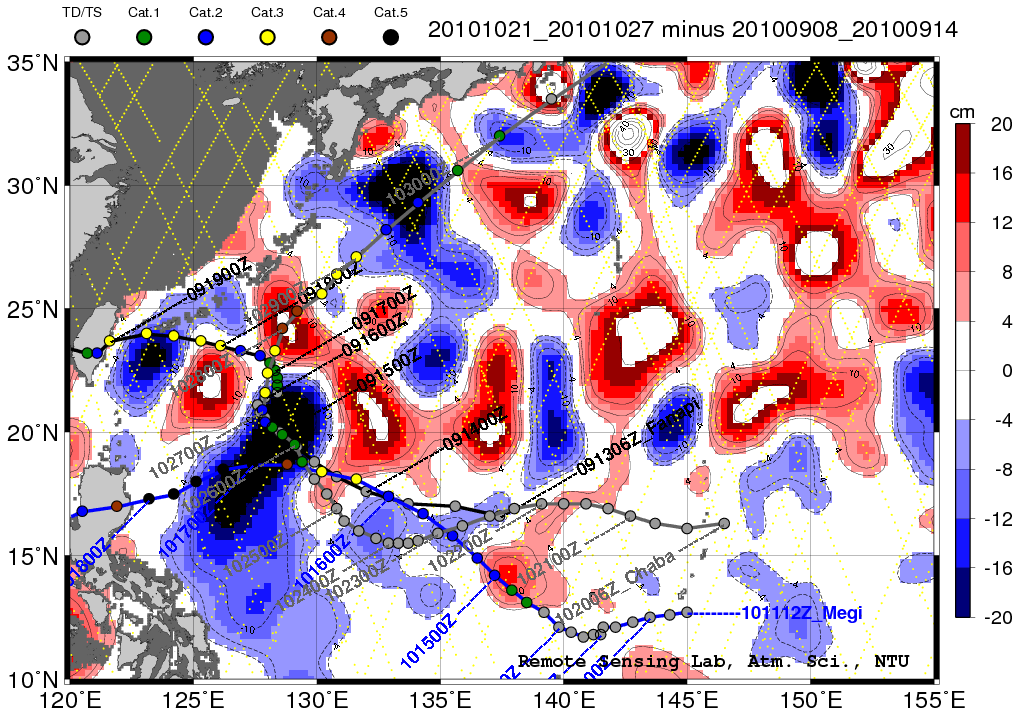 TD/TS Cat.1 Cat.2 Cat.3 Cat.4 Cat.5
20101021_20101027 minus 20100908_20100914
35°N
30°N
25°N
20°N
15°N
10°N
120°E 125°E 130°E 135°E 140°E 145°E 150°E 155°E
cm
20
16
12
8
4
0
-4
-8
-12
-16
-20
103000Z
091900Z
102900Z
091800Z
091700Z
091600Z
102800Z
091500Z
091400Z
091306Z_Fanapi
102700Z
102600Z
101700Z
101800Z
102500Z
101600Z
102400Z
102300Z
102200Z
102100Z
102006Z_Chaba
101500Z
101112Z_Megi
Remote Sensing Lab, Atm. Sci., NTU